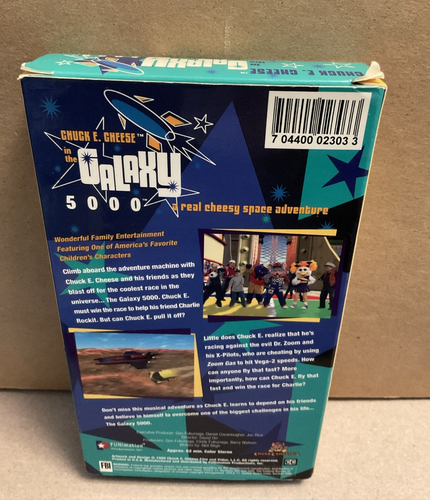 CHUCK E. CHEESE
in the
GALAXY
CHUCK E. CHEESE
CHUCK E. CHEESE™
in
the
GALAXY
5000
a real cheesy space adventure
7 04400 02303 3
Wonderful Family Entertainment
Featuring One of America's Favorite
Children's Characters
Climb aboard the adventure machine with
Chuck E. Cheese and his friends as they
blast off for the coolest race in the
universe... The Galaxy 5000. Chuck E.
must win the race to help his friend Charlie
Rockit. But can Chuck E. pull it off?
Little does Chuck E. realize that he's
racing against the evil Dr. Zoom and
his X-Pilots, who are cheating by using
Zoom Gas to hit Vega-2 speeds. How
can anyone fly that fast? More
importantly, how can Chuck E. fly that
fast and win the race for Charlie?
Don't miss this musical adventure as Chuck E. learns to depend on his friends
and believe in himself to overcome one of the biggest challenges in his life...
The Galaxy 5000.
FUNimation
Productions, Inc.
Approx. 63 min. Color Stereo
FBI
CC